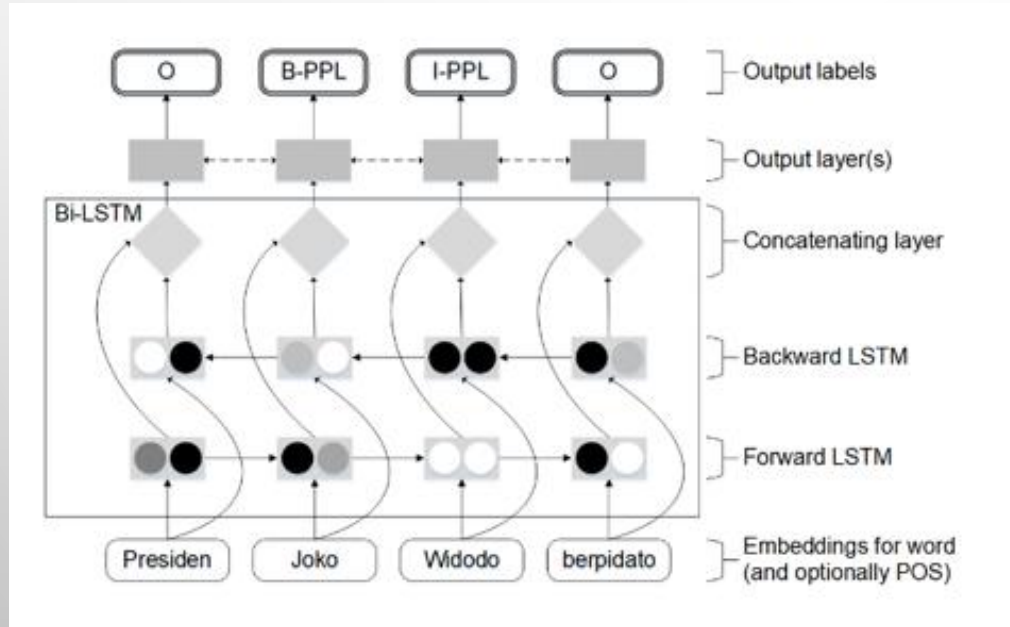 O B-PPL I-PPL O Output labels
Output layer(s)
Bi-LSTM
Concatenating layer
Backward LSTM
Forward LSTM
Presiden Joko Widodo berpidato
Embeddings for word
(and optionally POS)